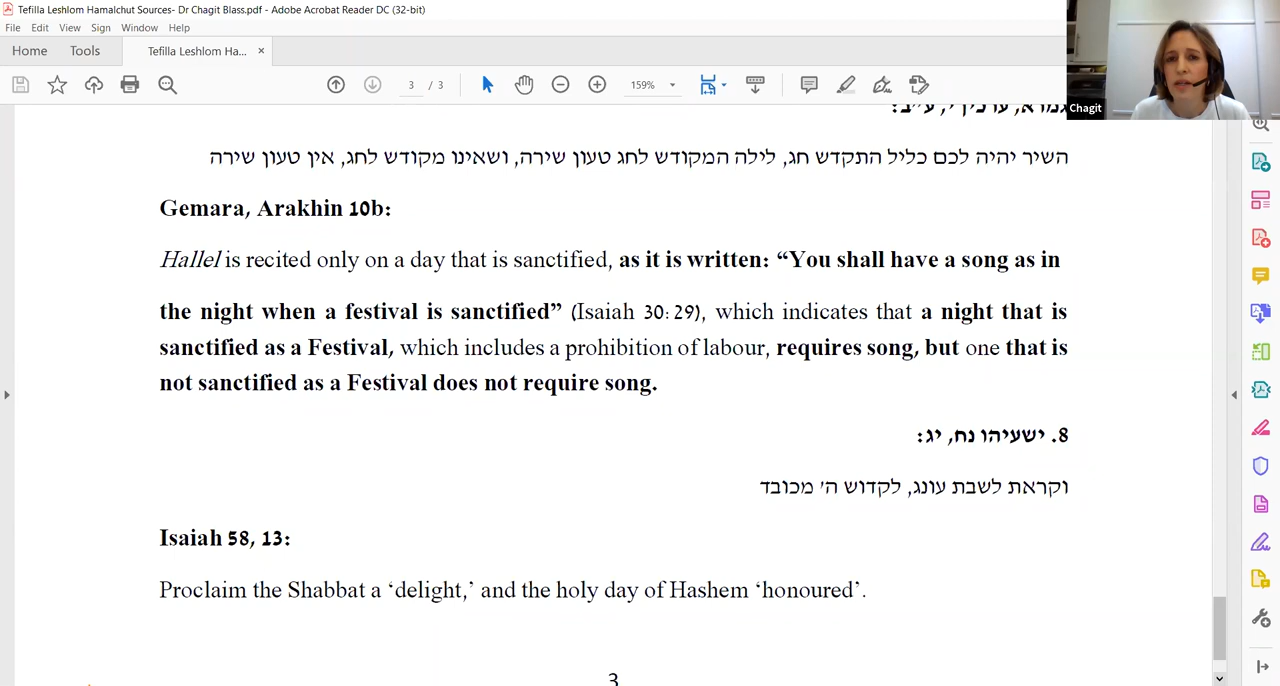 Tefilla Leshlom Hamalchut Sources- Dr Chagit Blass.pdf - Adobe Acrobat Reader DC (32-bit)
File Edit View Sign Window Help
Home Tools Tefilla Leshlom Ha... ×
3 / 3 159%
Chagit
גמרא, ערכין י, ע"ב:
השיר יהיה לכם כליל התקדש חג, לילה המקודש לחג טעון שירה, ושאינו מקודש לחג, אין טעון שירה
Gemara, Arakhin 10b:
Hallel is recited only on a day that is sanctified, as it is written: “You shall have a song as in
the night when a festival is sanctified” (Isaiah 30:29), which indicates that a night that is
sanctified as a Festival, which includes a prohibition of labour, requires song, but one that is
not sanctified as a Festival does not require song.
8. ישעיהו נח, יג:
וקראת לשבת עונג, לקדוש ה' מכובד
Isaiah 58, 13:
Proclaim the Shabbat a ‘delight,’ and the holy day of Hashem ‘honoured’.
3